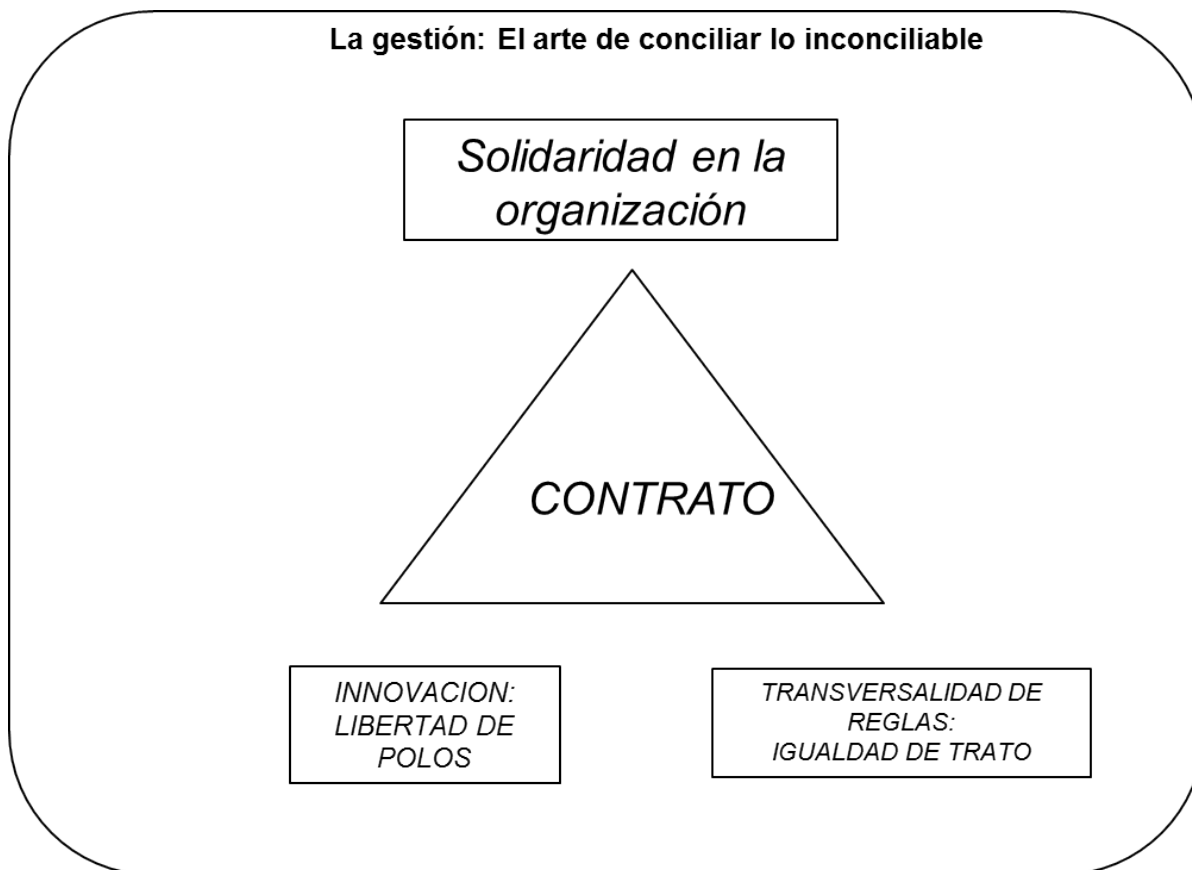 La gestión: El arte de conciliar lo inconciliable
Solidaridad en la
organización
CONTRATO
INNOVACION:
LIBERTAD DE
POLOS
TRANSVERSALIDAD DE
REGLAS:
IGUALDAD DE TRATO